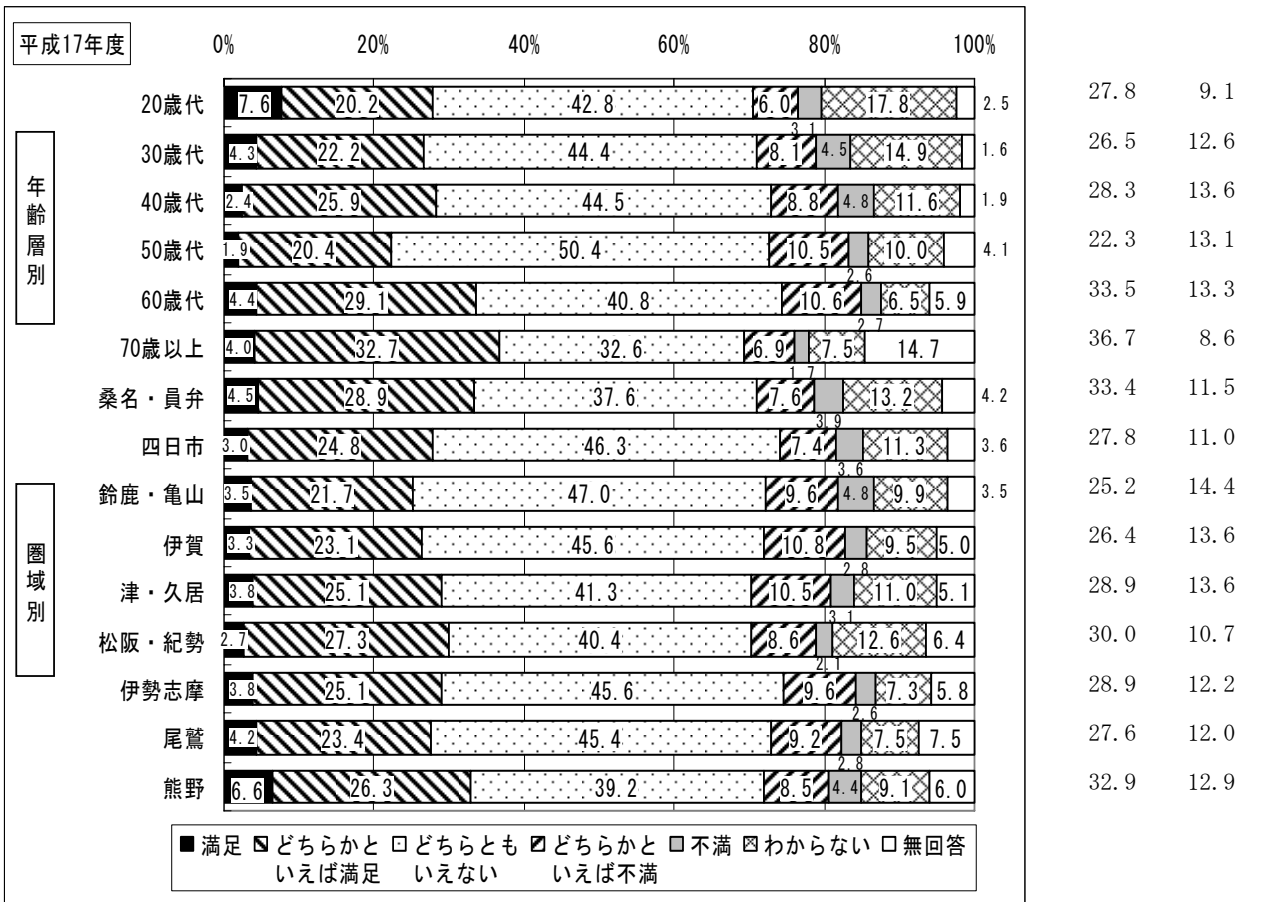 平成17年度
0% 20% 40% 60% 80% 100%
年齢層別
20歳代 7.6 20.2 42.8 6.0 3.1 17.8 2.5 27.8 9.1
30歳代 4.3 22.2 44.4 8.1 4.5 14.9 1.6 26.5 12.6
40歳代 2.4 25.9 44.5 8.8 4.8 11.6 1.9 28.3 13.6
50歳代 1.9 20.4 50.4 10.5 2.6 10.0 4.1 22.3 13.1
60歳代 4.4 29.1 40.8 10.6 2.7 6.5 5.9 33.5 13.3
70歳以上 4.0 32.7 32.6 6.9 1.7 7.5 14.7 36.7 8.6
圏域別
桑名・員弁 4.5 28.9 37.6 7.6 3.9 13.2 4.2 33.4 11.5
四日市 3.0 24.8 46.3 7.4 3.6 11.3 3.6 27.8 11.0
鈴鹿・亀山 3.5 21.7 47.0 9.6 4.8 9.9 3.5 25.2 14.4
伊賀 3.3 23.1 45.6 10.8 2.8 9.5 5.0 26.4 13.6
津・久居 3.8 25.1 41.3 10.5 3.1 11.0 5.1 28.9 13.6
松阪・紀勢 2.7 27.3 40.4 8.6 2.1 12.6 6.4 30.0 10.7
伊勢志摩 3.8 25.1 45.6 9.6 2.6 7.3 5.8 28.9 12.2
尾鷲 4.2 23.4 45.4 9.2 2.8 7.5 7.5 27.6 12.0
熊野 6.6 26.3 39.2 8.5 4.4 9.1 6.0 32.9 12.9
満足 どちらかと どちらとも どちらかと 不満 わからない 無回答
いえば満足 いえない いえば不満